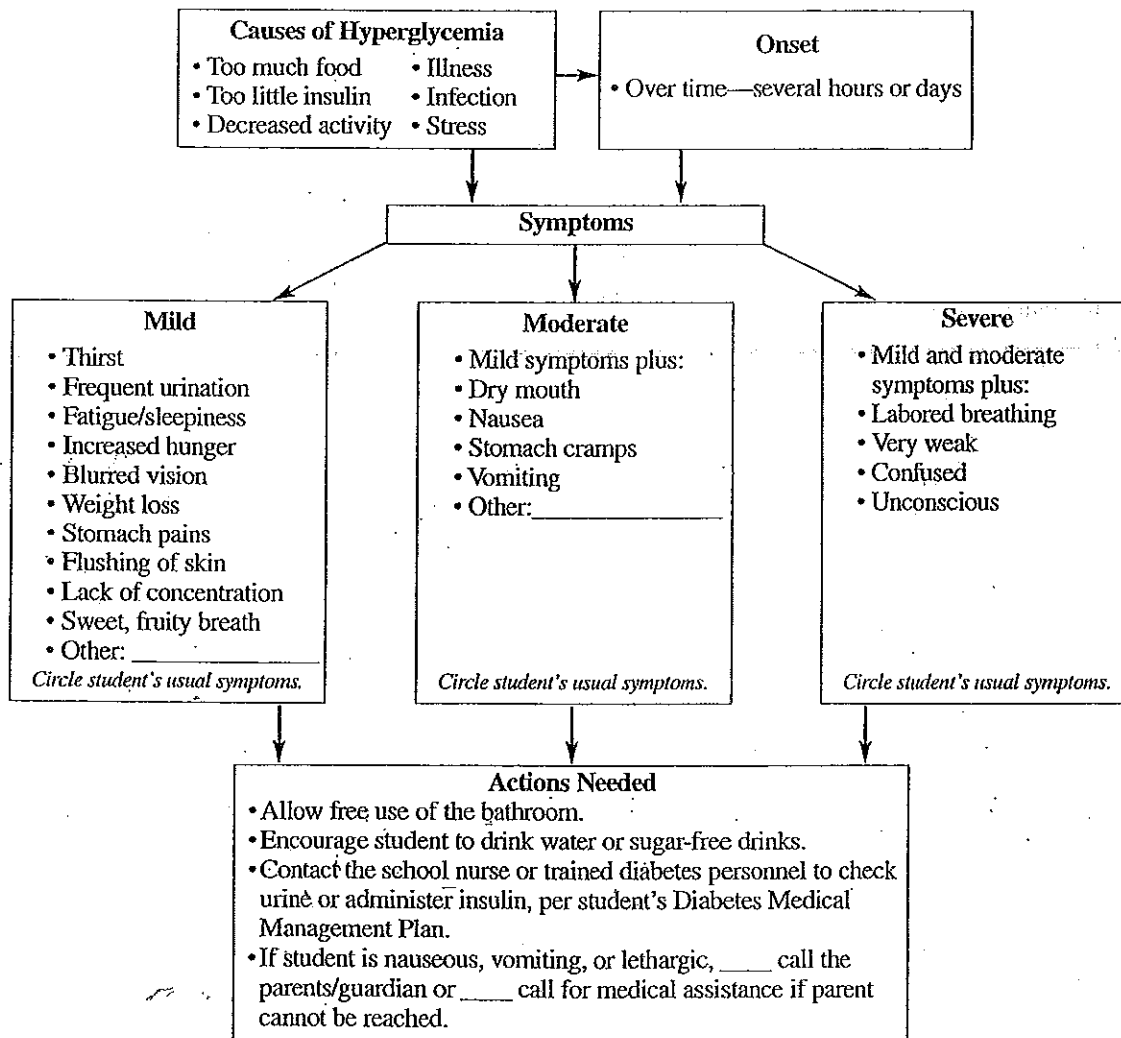 Causes of Hyperglycemia
• Too much food • Illness
• Too little insulin • Infection
• Decreased activity • Stress
Onset
• Over time—several hours or days
Symptoms
Mild
• Thirst
• Frequent urination
• Fatigue/sleepiness
• Increased hunger
• Blurred vision
• Weight loss
• Stomach pains
• Flushing of skin
• Lack of concentration
• Sweet, fruity breath
• Other: ____________________
Circle student's usual symptoms.
Moderate
• Mild symptoms plus:
• Dry mouth
• Nausea
• Stomach cramps
• Vomiting
• Other: ____________________
Circle student's usual symptoms.
Severe
• Mild and moderate
symptoms plus:
• Labored breathing
• Very weak
• Confused
• Unconscious
Circle student's usual symptoms.
Actions Needed
• Allow free use of the bathroom.
• Encourage student to drink water or sugar-free drinks.
• Contact the school nurse or trained diabetes personnel to check
urine or administer insulin, per student's Diabetes Medical
Management Plan.
• If student is nauseous, vomiting, or lethargic, ____ call the
parents/guardian or ____ call for medical assistance if parent
cannot be reached.